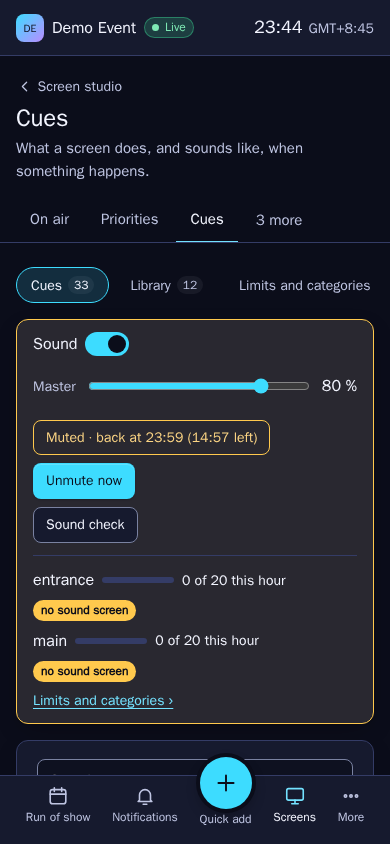 DE Demo Event Live 23:44 GMT+8:45
Screen studio
Cues
What a screen does, and sounds like, when
something happens.
On air Priorities Cues 3 more
Cues 33 Library 12 Limits and categories
Sound
Master 80 %
Muted · back at 23:59 (14:57 left)
Unmute now
Sound check
entrance 0 of 20 this hour
no sound screen
main 0 of 20 this hour
no sound screen
Limits and categories ›
Run of show Notifications Quick add Screens More